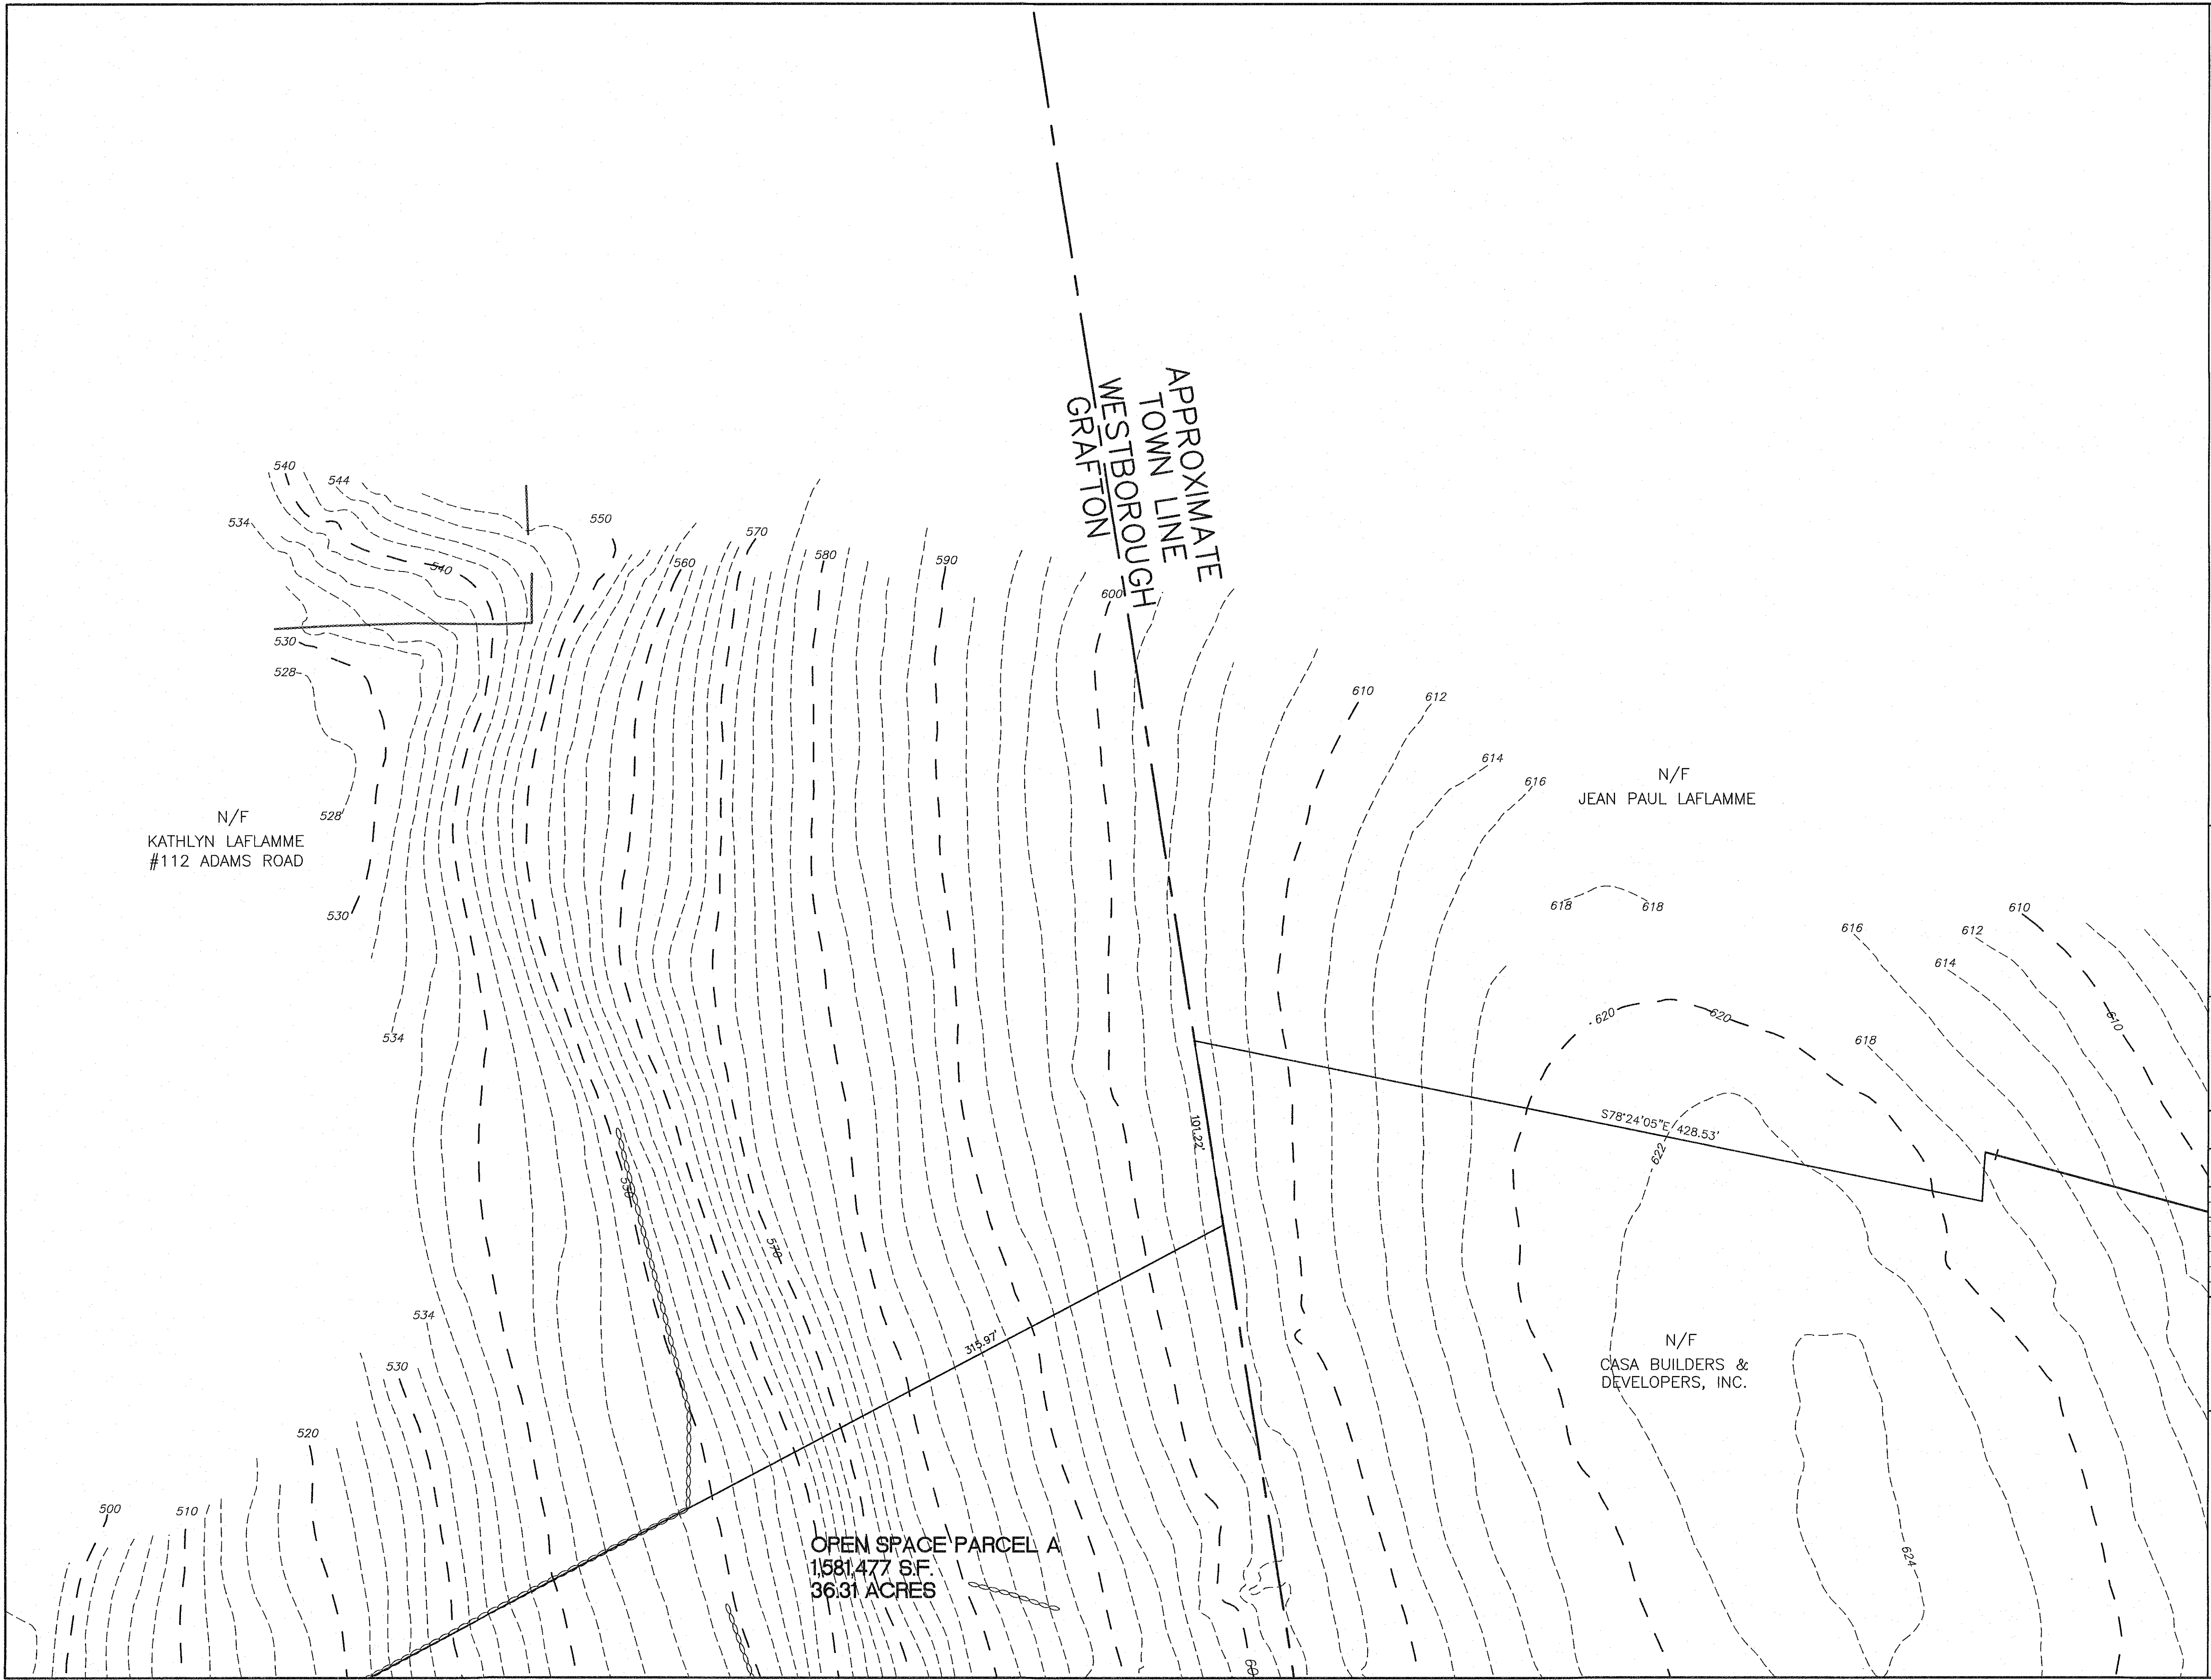 APPROXIMATE
TOWN LINE
WESTBOROUGH
GRAFTON
540
544
534
550
570
560
580
590
540
600
530
528
610
612
614
616
N/F
JEAN PAUL LAFLAMME
N/F
KATHLYN LAFLAMME
#112 ADAMS ROAD
528
530
618
618
610
616
612
614
620
620
610
534
618
101.22'
S78°24'05"E 428.53'
622
550
570
534
315.97'
N/F
CASA BUILDERS &
DEVELOPERS, INC.
530
520
500
510
624
OPEN SPACE PARCEL A
1,581,477 S.F.
36.31 ACRES